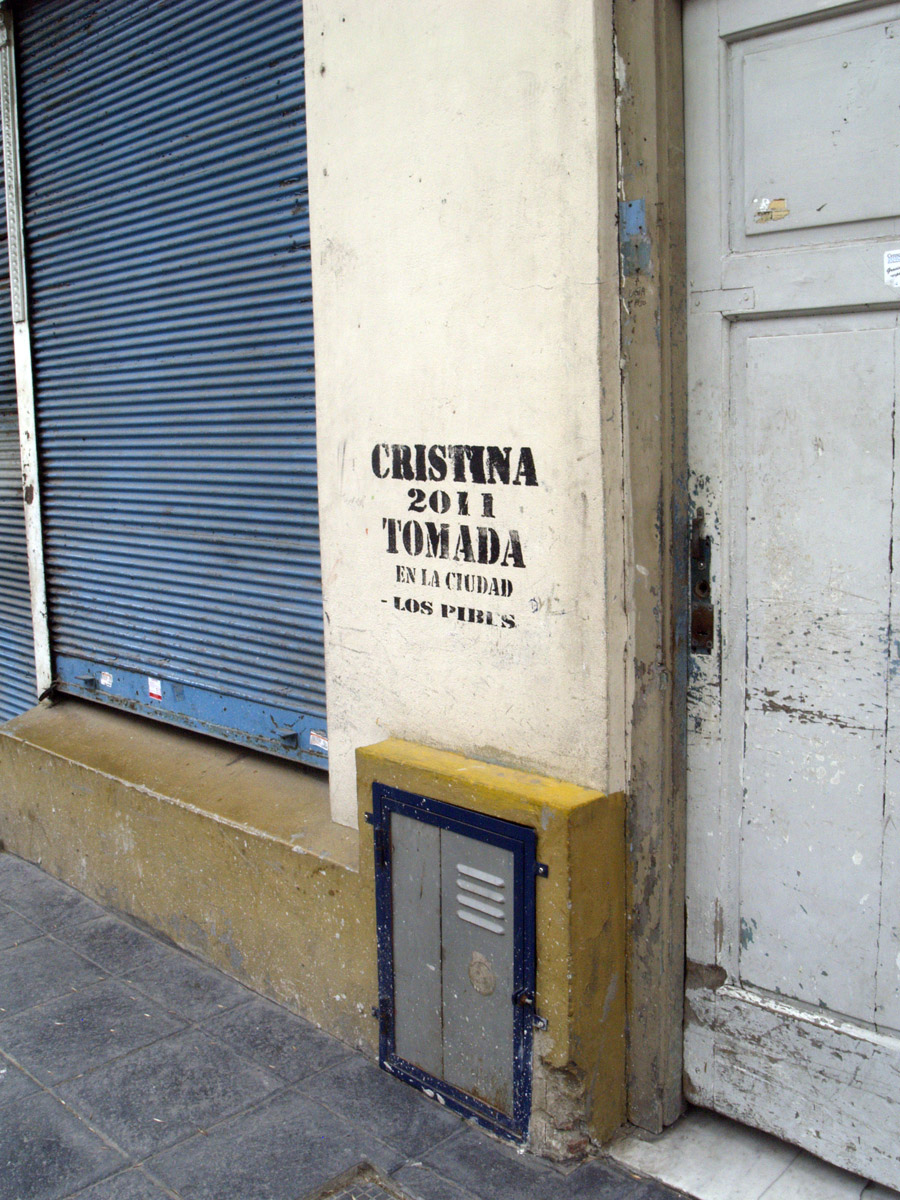 CRISTINA
2011
TOMADA
EN LA CIUDAD
- LOS PIBES